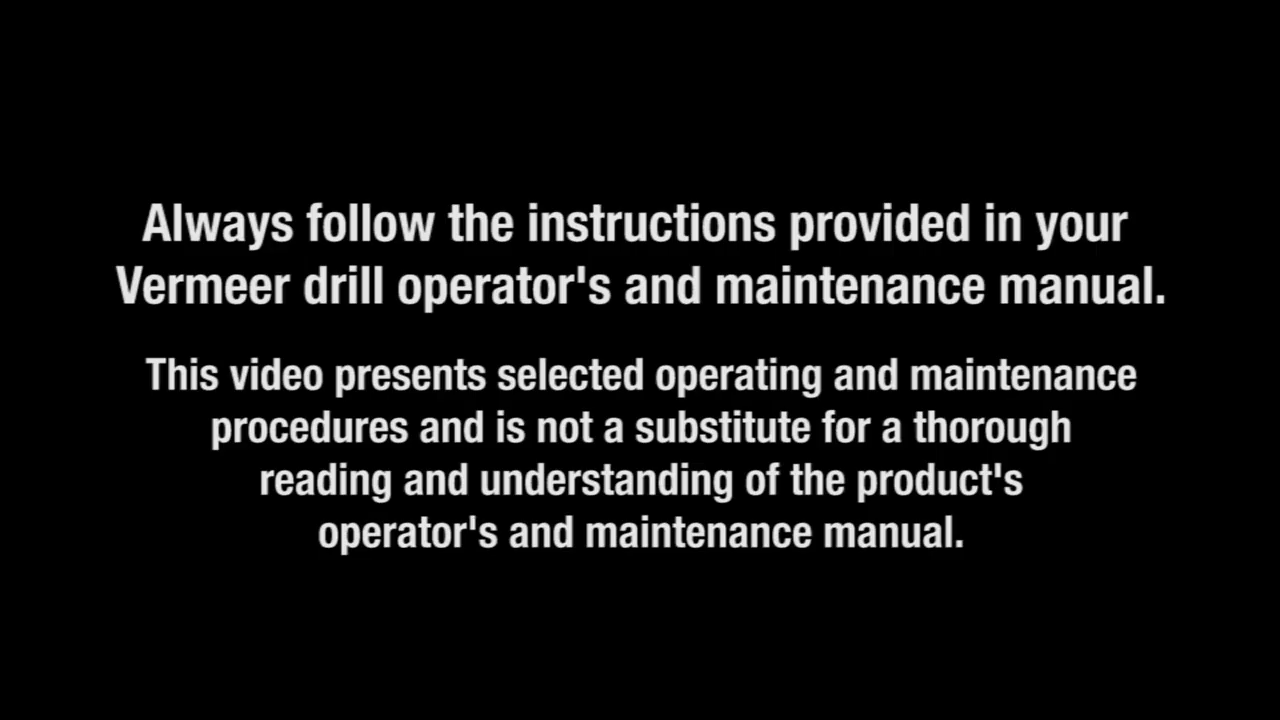 Always follow the instructions provided in your
Vermeer drill operator's and maintenance manual.
This video presents selected operating and maintenance
procedures and is not a substitute for a thorough
reading and understanding of the product's
operator's and maintenance manual.